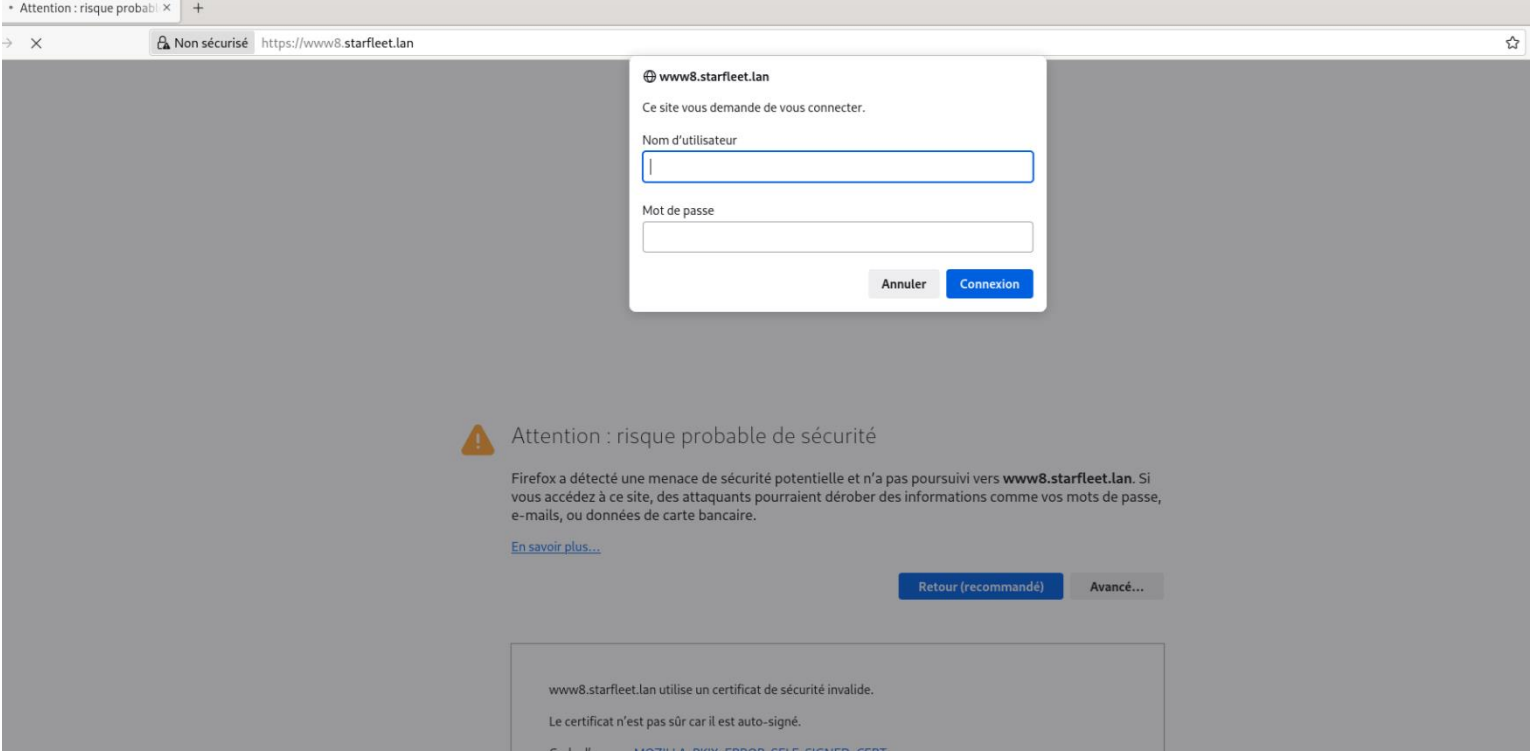 Attention : risque probabl
Non sécurisé https://www8.starfleet.lan
www8.starfleet.lan
Ce site vous demande de vous connecter.
Nom d'utilisateur
Mot de passe
Annuler Connexion
Attention : risque probable de sécurité
Firefox a détecté une menace de sécurité potentielle et n'a pas poursuivi vers www8.starfleet.lan. Si
vous accédez à ce site, des attaquants pourraient dérober des informations comme vos mots de passe,
e-mails, ou données de carte bancaire.
En savoir plus…
Retour (recommandé) Avancé…
www8.starfleet.lan utilise un certificat de sécurité invalide.
Le certificat n'est pas sûr car il est auto-signé.
MOZILLA_PKIX_ERROR_SELF_SIGNED_CERT